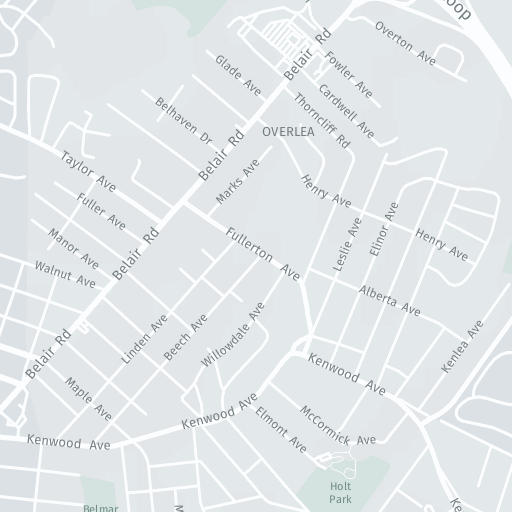 oop
Overton Ave
Belair Rd
Glade Ave
Fowler Ave
Cardwell Ave
Thorncliff Rd
Belhaven Dr
OVERLEA
Belair Rd
Taylor Ave
Marks Ave
Henry Ave
Fuller Ave
Leslie Ave
Elinor Ave
Henry Ave
Manor Ave
Belair Rd
Fullerton Ave
Walnut Ave
Alberta Ave
Linden Ave
Beech Ave
Willowdale Ave
Kenlea Ave
Belair Rd
Maple Ave
Kenwood Ave
Kenwood Ave
Elmont Ave
McCormick Ave
Kenwood Ave
Holt
Park
Belmar
M
Ke